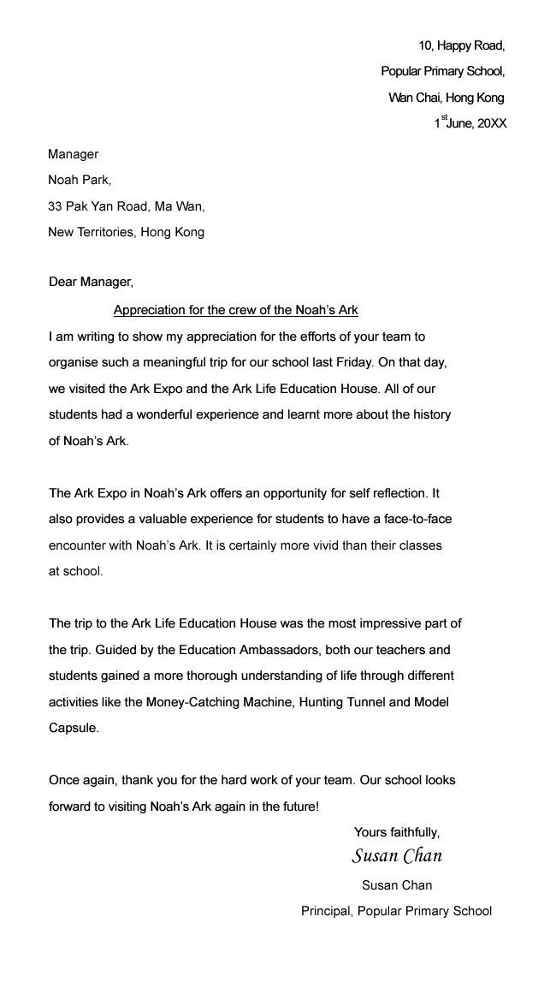 10, Happy Road,
Popular Primary School,
Wan Chai, Hong Kong
1st June, 20XX
Manager
Noah Park,
33 Pak Yan Road, Ma Wan,
New Territories, Hong Kong
Dear Manager,
Appreciation for the crew of the Noah’s Ark
I am writing to show my appreciation for the efforts of your team to
organise such a meaningful trip for our school last Friday. On that day,
we visited the Ark Expo and the Ark Life Education House. All of our
students had a wonderful experience and learnt more about the history
of Noah’s Ark.
The Ark Expo in Noah’s Ark offers an opportunity for self reflection. It
also provides a valuable experience for students to have a face-to-face
encounter with Noah’s Ark. It is certainly more vivid than their classes
at school.
The trip to the Ark Life Education House was the most impressive part of
the trip. Guided by the Education Ambassadors, both our teachers and
students gained a more thorough understanding of life through different
activities like the Money-Catching Machine, Hunting Tunnel and Model
Capsule.
Once again, thank you for the hard work of your team. Our school looks
forward to visiting Noah’s Ark again in the future!
Yours faithfully,
Susan Chan
Susan Chan
Principal, Popular Primary School